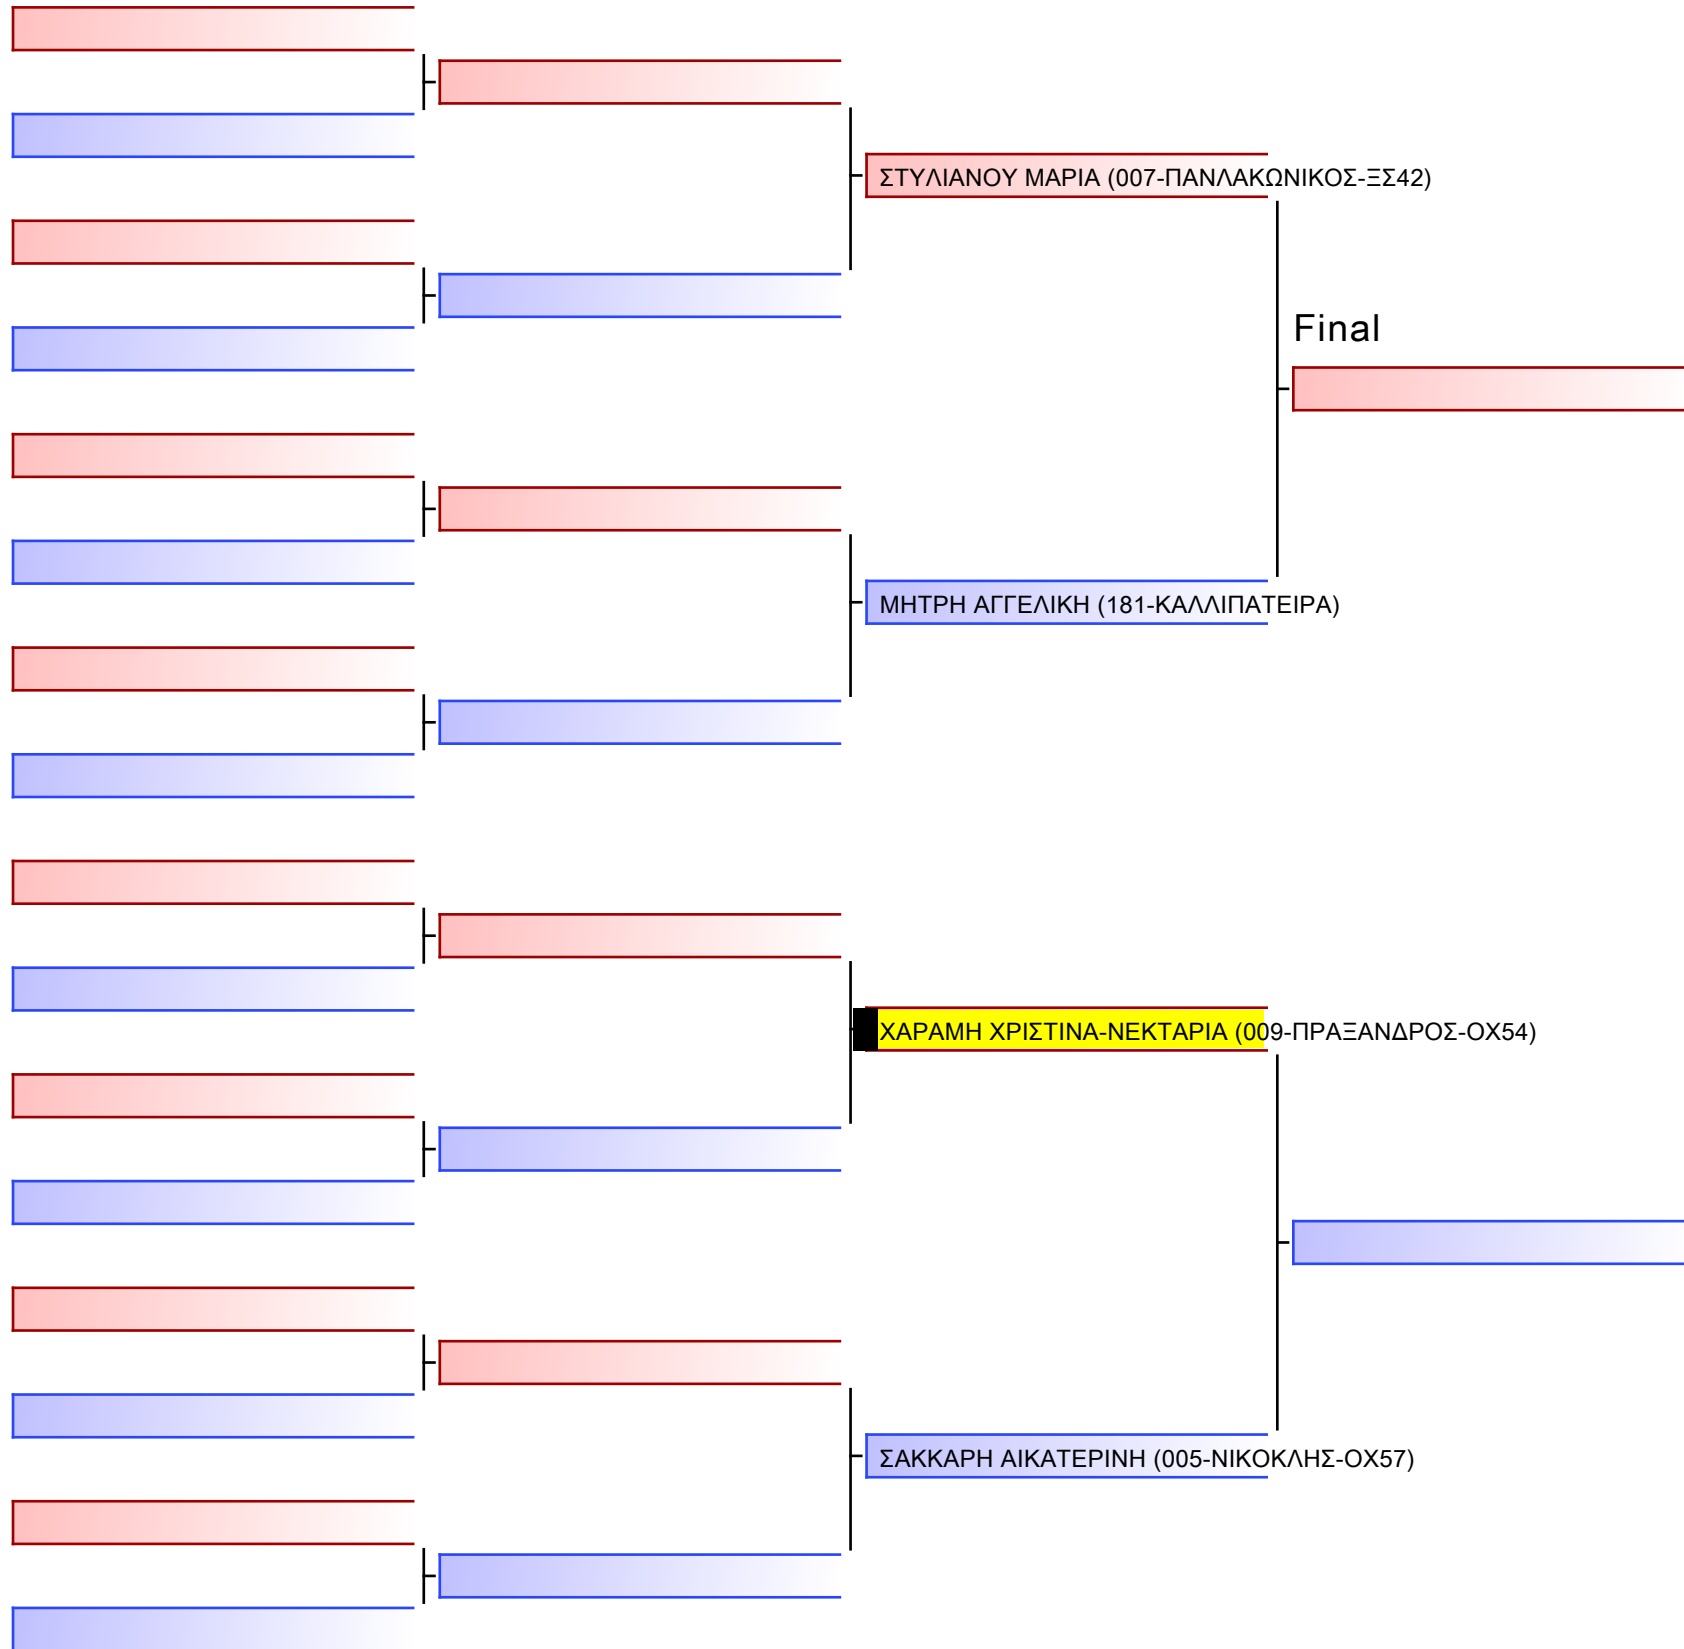 ΣΤΥΛΙΑΝΟΥ ΜΑΡΙΑ (007-ΠΑΝΛΑΚΩΝΙΚΟΣ-ΞΣ42)
Final
ΜΗΤΡΗ ΑΓΓΕΛΙΚΗ (181-ΚΑΛΛΙΠΑΤΕΙΡΑ)
ΧΑΡΑΜΗ ΧΡΙΣΤΙΝΑ-ΝΕΚΤΑΡΙΑ (009-ΠΡΑΞΑΝΔΡΟΣ-ΟΧ54)
ΣΑΚΚΑΡΗ ΑΙΚΑΤΕΡΙΝΗ (005-ΝΙΚΟΚΛΗΣ-ΟΧ57)